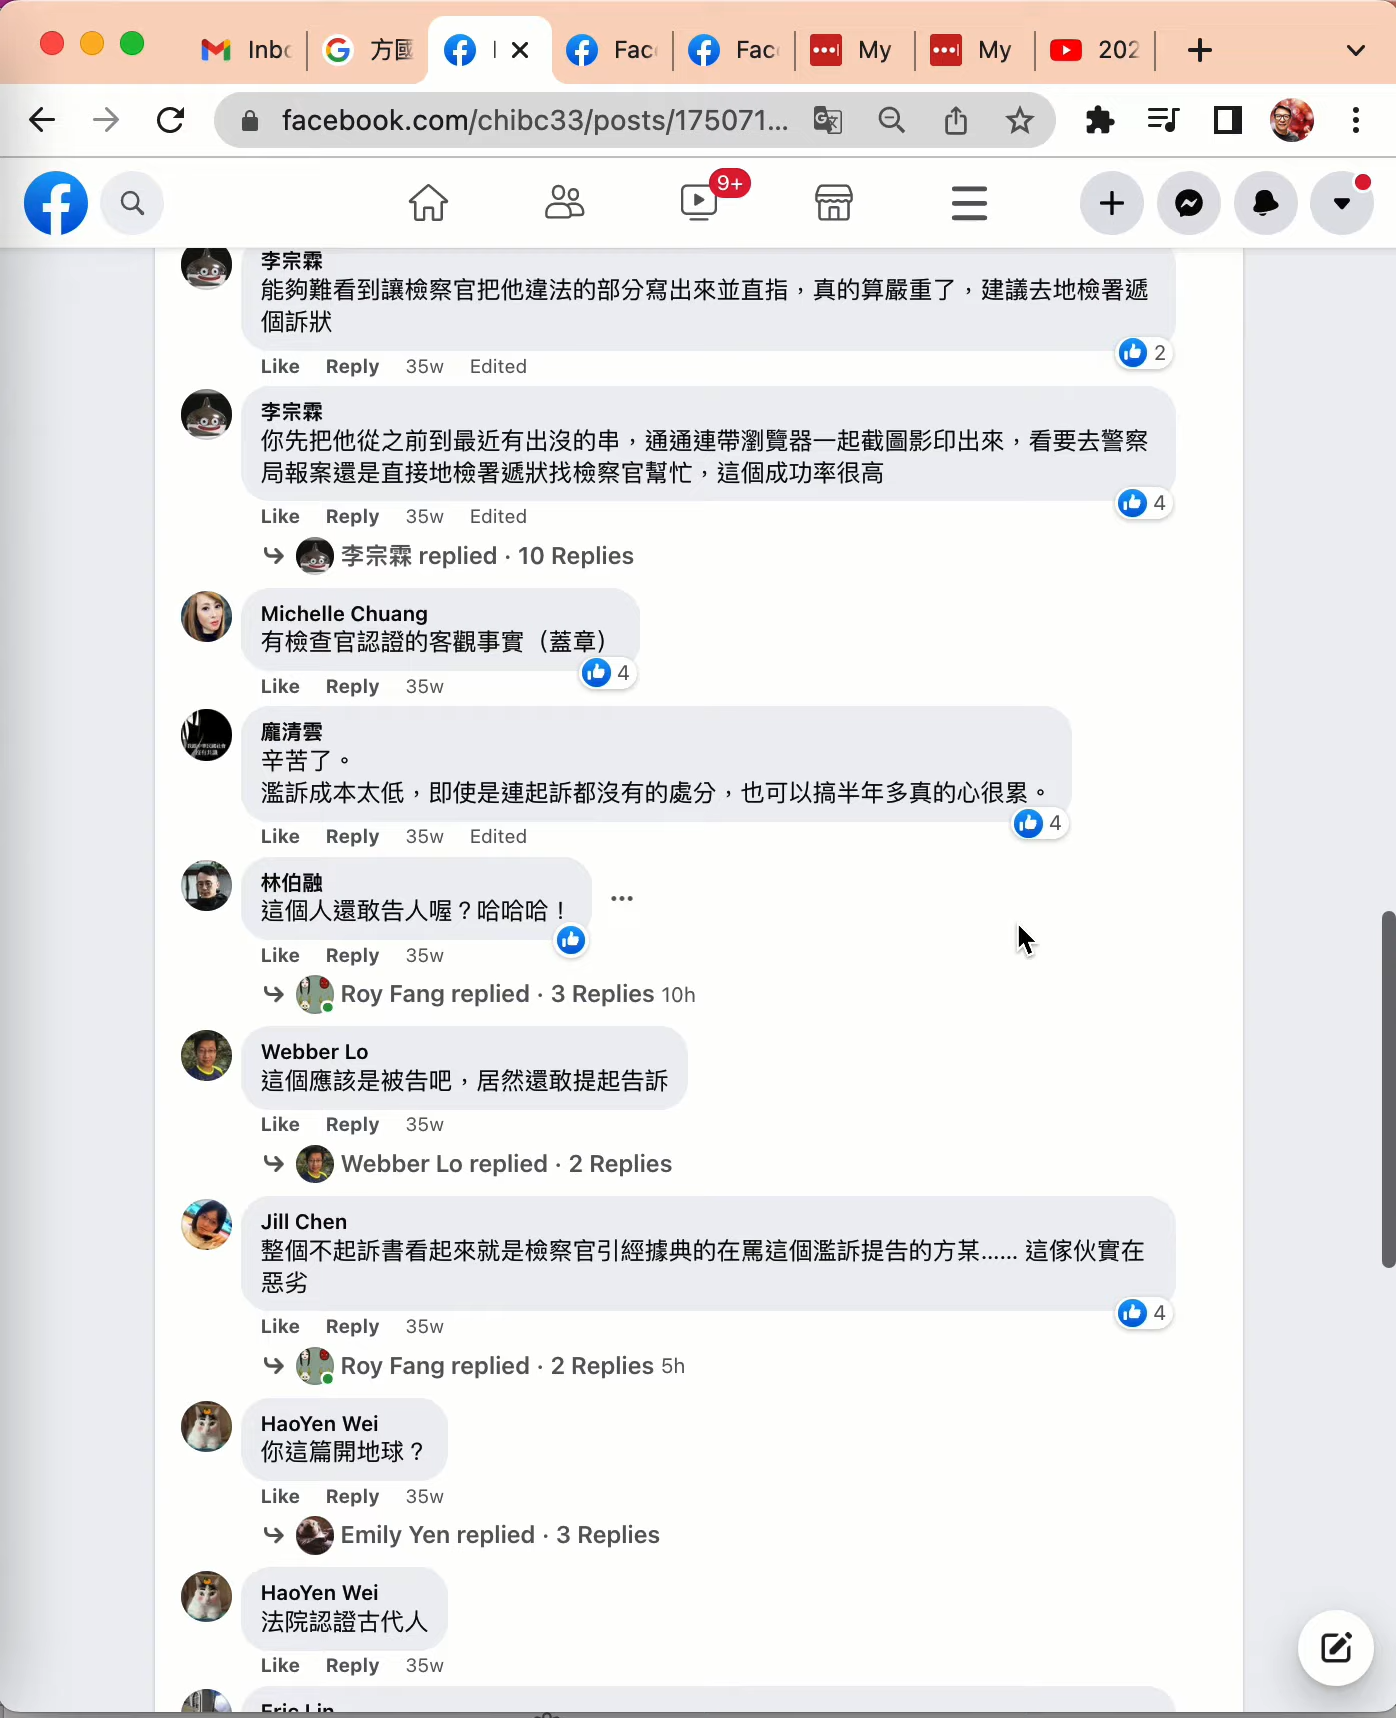 Inbc
方國
Fac
Fac
My
My
202
facebook.com/chibc33/posts/175071...
9+
李宗霖
能夠難看到讓檢察官把他違法的部分寫出來並直指，真的算嚴重了，建議去地檢署遞
個訴狀
2
Like Reply 35w Edited
李宗霖
你先把他從之前到最近有出沒的串，通通連帶瀏覽器一起截圖影印出來，看要去警察
局報案還是直接地檢署遞狀找檢察官幫忙，這個成功率很高
4
Like Reply 35w Edited
李宗霖 replied · 10 Replies
Michelle Chuang
有檢查官認證的客觀事實（蓋章）
4
Like Reply 35w
龐清雲
辛苦了。
濫訴成本太低，即使是連起訴都沒有的處分，也可以搞半年多真的心很累。
4
Like Reply 35w Edited
林伯融
這個人還敢告人喔？哈哈哈！
Like Reply 35w
Roy Fang replied · 3 Replies 10h
Webber Lo
這個應該是被告吧，居然還敢提起告訴
Like Reply 35w
Webber Lo replied · 2 Replies
Jill Chen
整個不起訴書看起來就是檢察官引經據典的在罵這個濫訴提告的方某...... 這傢伙實在
惡劣
4
Like Reply 35w
Roy Fang replied · 2 Replies 5h
HaoYen Wei
你這篇開地球？
Like Reply 35w
Emily Yen replied · 3 Replies
HaoYen Wei
法院認證古代人
Like Reply 35w
Eric Lin